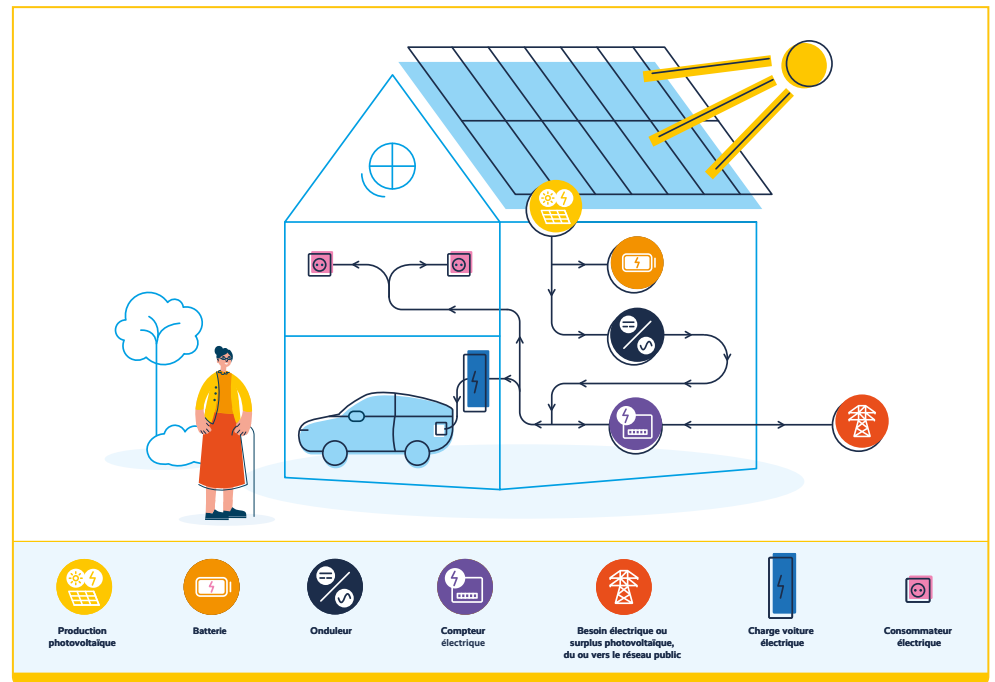 Production
photovoltaïque
Batterie
Onduleur
Compteur
électrique
Besoin électrique ou
surplus photovoltaïque,
du ou vers le réseau public
Charge voiture
électrique
Consommateur
électrique